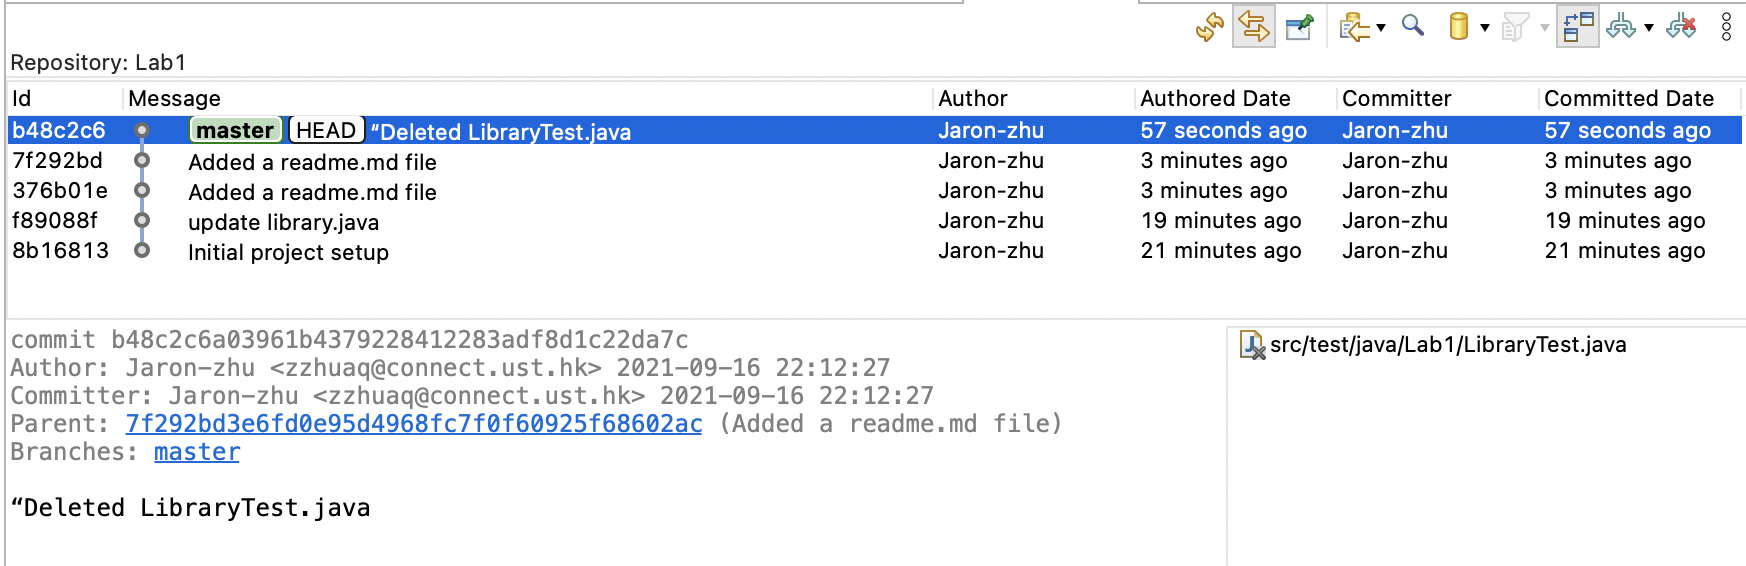 Repository: Lab1
Id Message Author Authored Date Committer Committed Date
b48c2c6 master HEAD “Deleted LibraryTest.java Jaron-zhu 57 seconds ago Jaron-zhu 57 seconds ago
7f292bd Added a readme.md file Jaron-zhu 3 minutes ago Jaron-zhu 3 minutes ago
376b01e Added a readme.md file Jaron-zhu 3 minutes ago Jaron-zhu 3 minutes ago
f89088f update library.java Jaron-zhu 19 minutes ago Jaron-zhu 19 minutes ago
8b16813 Initial project setup Jaron-zhu 21 minutes ago Jaron-zhu 21 minutes ago
commit b48c2c6a03961b4379228412283adf8d1c22da7c
Author: Jaron-zhu <zzhuaq@connect.ust.hk> 2021-09-16 22:12:27
Committer: Jaron-zhu <zzhuaq@connect.ust.hk> 2021-09-16 22:12:27
Parent: 7f292bd3e6fd0e95d4968fc7f0f60925f68602ac (Added a readme.md file)
Branches: master
“Deleted LibraryTest.java
src/test/java/Lab1/LibraryTest.java